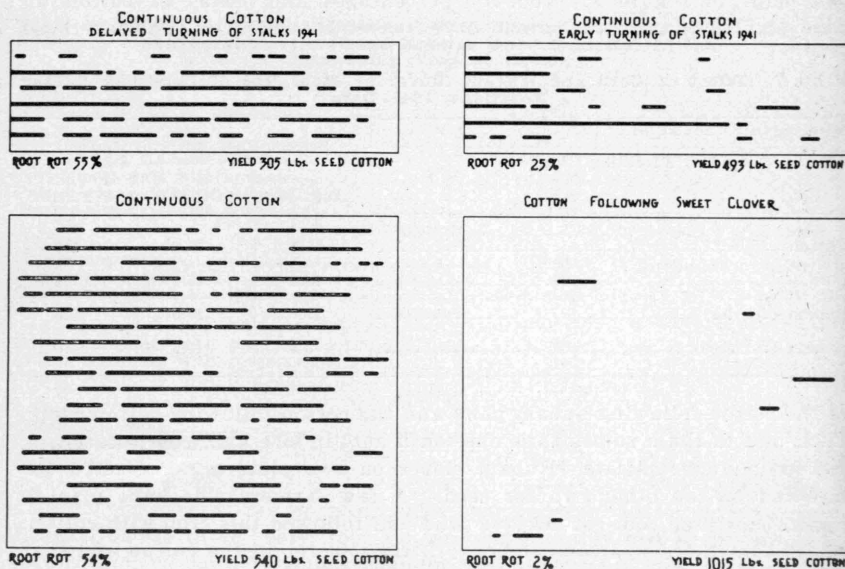 CONTINUOUS COTTON
DELAYED TURNING OF STALKS 1941
ROOT ROT 55% YIELD 305 Lbs. SEED COTTON
CONTINUOUS COTTON
EARLY TURNING OF STALKS 1941
ROOT ROT 25% YIELD 493 Lbs. SEED COTTON
CONTINUOUS COTTON
ROOT ROT 54% YIELD 540 Lbs. SEED COTTON
COTTON FOLLOWING SWEET CLOVER
ROOT ROT 2% YIELD 1015 Lbs. SEED COTTON